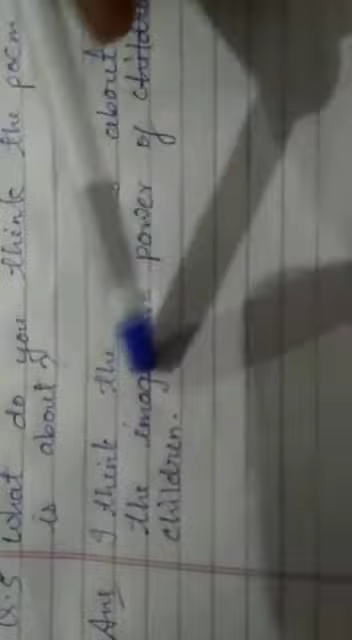 Q.5 What do you think the poem
is about?
Ans I think the about
the power of
children.